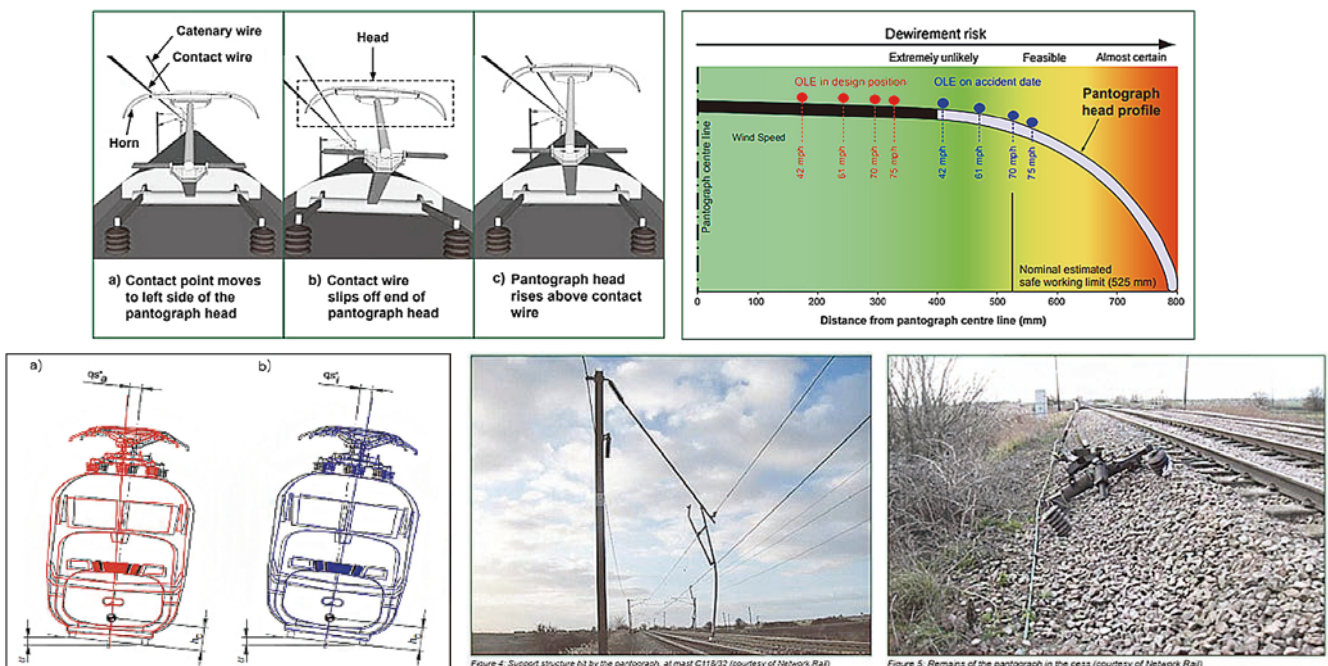 Catenary wire
Contact wire
Horn
Head
a) Contact point moves
to left side of the
pantograph head
b) Contact wire
slips off end of
pantograph head
c) Pantograph head
rises above contact
wire
Dewirement risk
Extremely unlikely
Feasible
Almost certain
OLE in design position
OLE on accident date
Pantograph
head profile
Wind Speed
42 mph
61 mph
70 mph
75 mph
42 mph
61 mph
70 mph
75 mph
Pantograph centre line
Nominal estimated
safe working limit (525 mm)
0
100
200
300
400
500
600
700
800
Distance from pantograph centre line (mm)
a)
b)
Figure 4: Support structure hit by the pantograph, at mast C118/32 (courtesy of Network Rail)
Figure 5: Remains of the pantograph in the cess (courtesy of Network Rail)